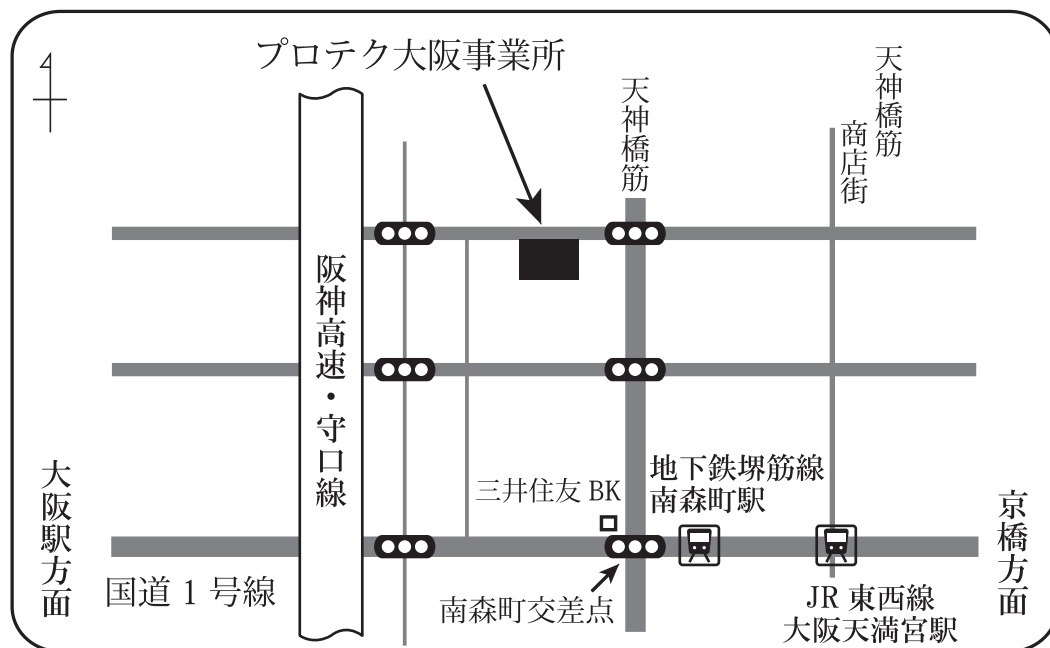 プロテク大阪事業所
天神橋筋
天神橋筋
商店街
阪神高速・守口線
大阪駅方面
三井住友 BK
地下鉄堺筋線
南森町駅
京橋方面
国道 1 号線
南森町交差点
JR 東西線
大阪天満宮駅